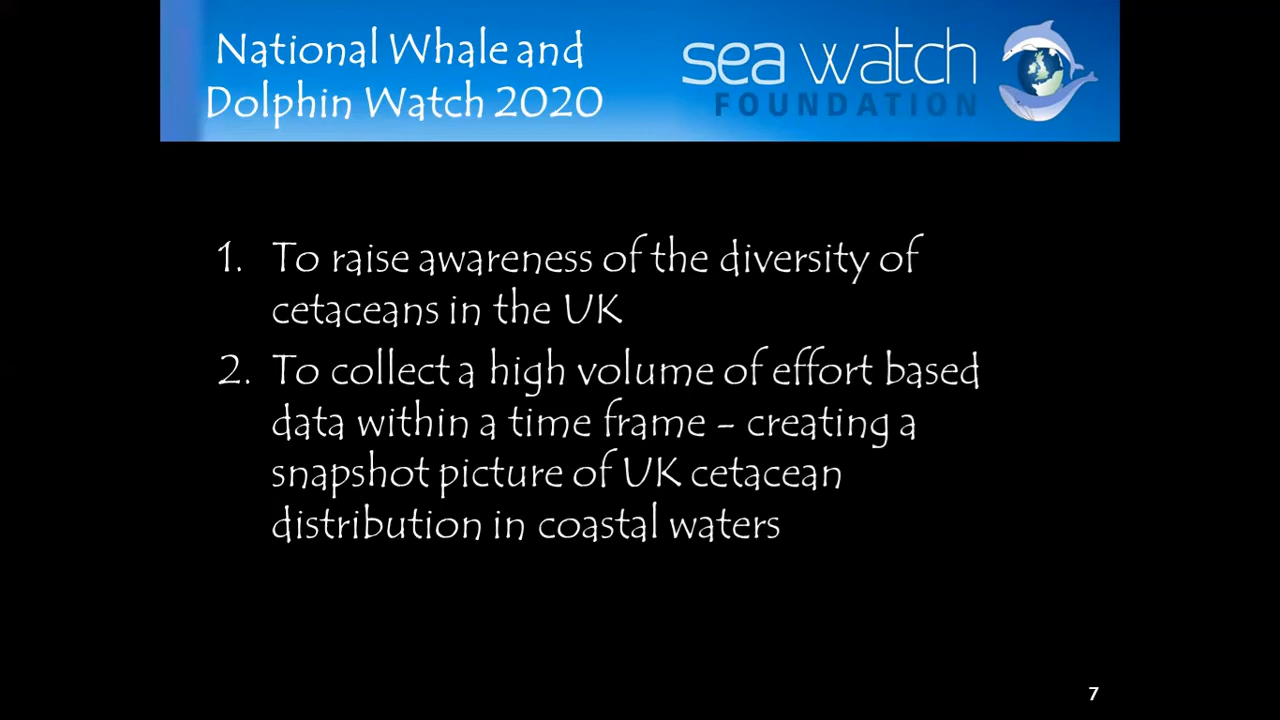 National Whale and
Dolphin Watch 2020
sea watch
FOUNDATION
1. To raise awareness of the diversity of
cetaceans in the UK
2. To collect a high volume of effort based
data within a time frame - creating a
snapshot picture of UK cetacean
distribution in coastal waters
7